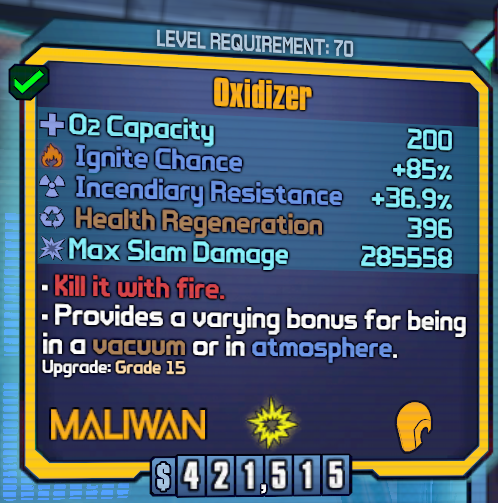 LEVEL REQUIREMENT: 70
Oxidizer
O2 Capacity 200
Ignite Chance +85%
Incendiary Resistance +36.9%
Health Regeneration 396
Max Slam Damage 285558
• Kill it with fire.
• Provides a varying bonus for being
in a vacuum or in atmosphere.
Upgrade: Grade 15
MALIWAN
$421,515